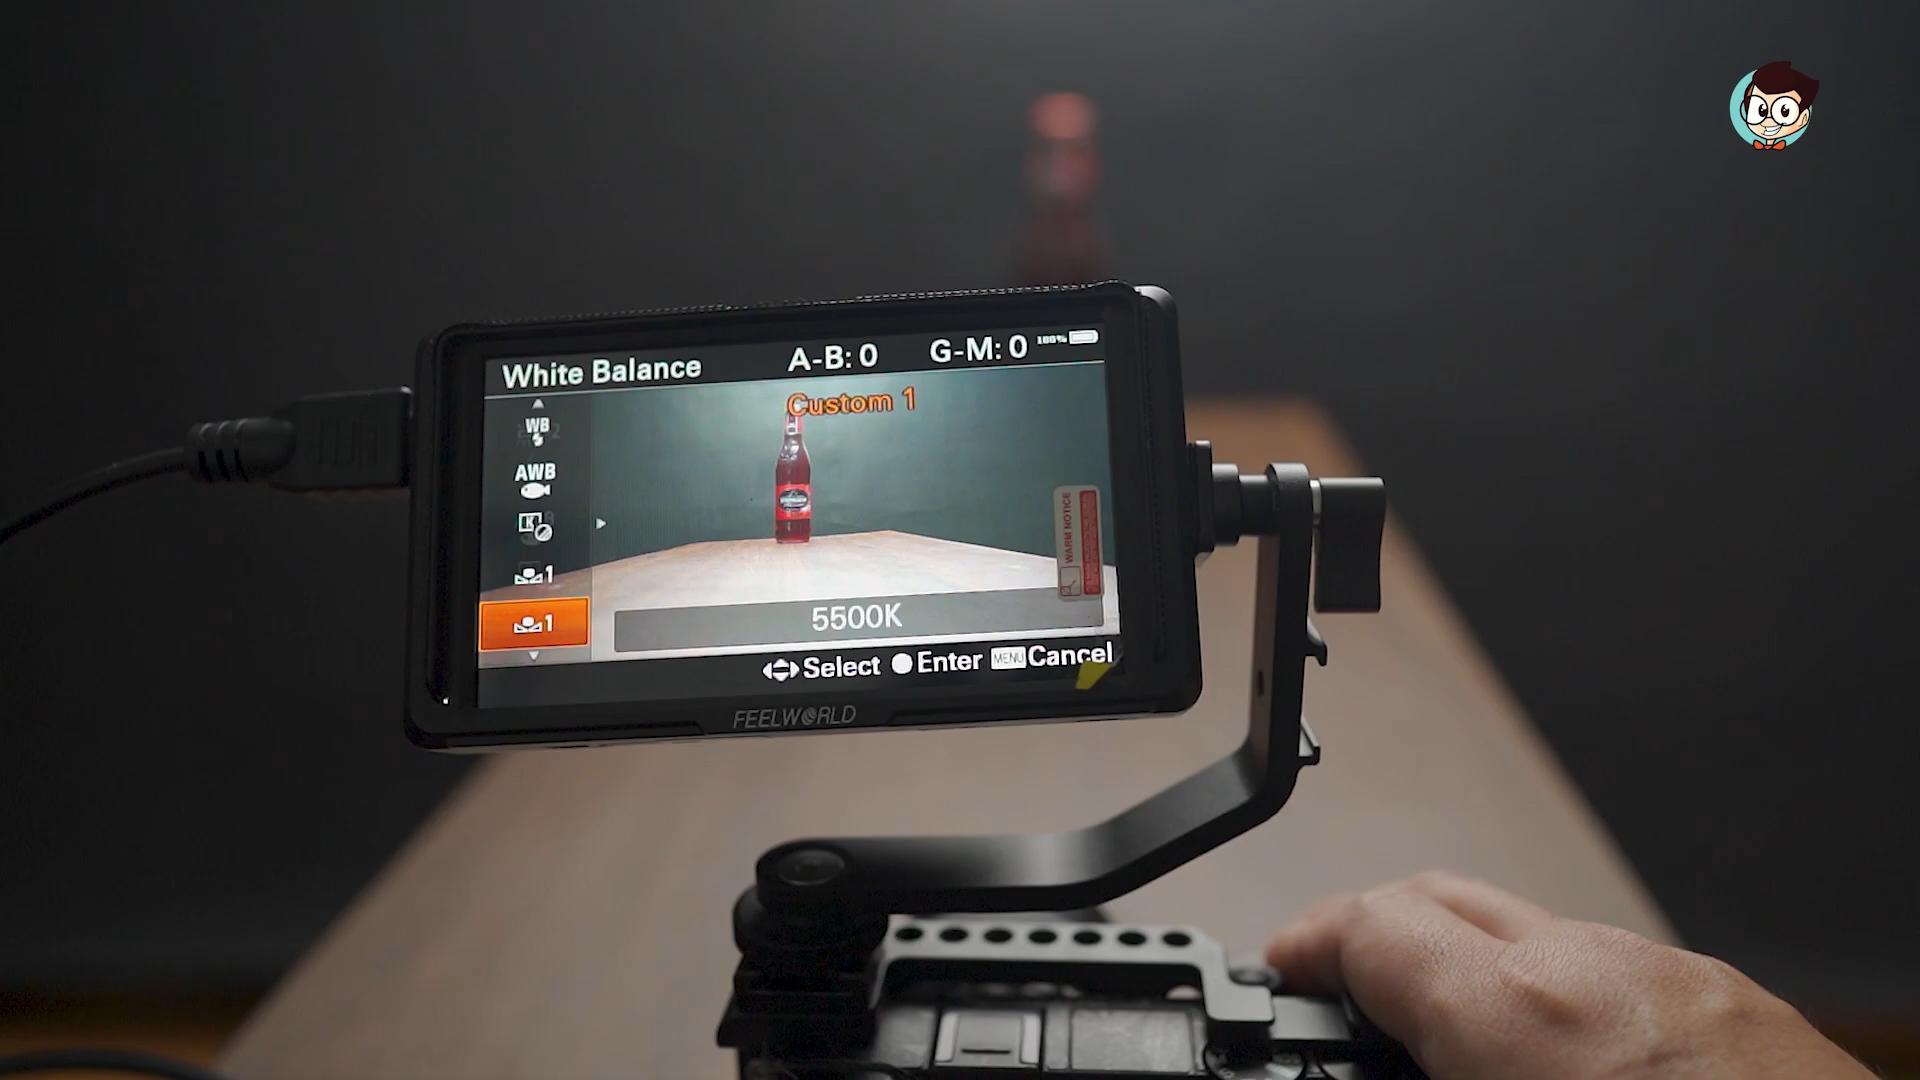 White Balance A-B: 0 G-M: 0 100%
Custom 1
WB
AWB
K
1
1
5500K
WARM NOTICE
Select Enter MENU Cancel
FEELWORLD